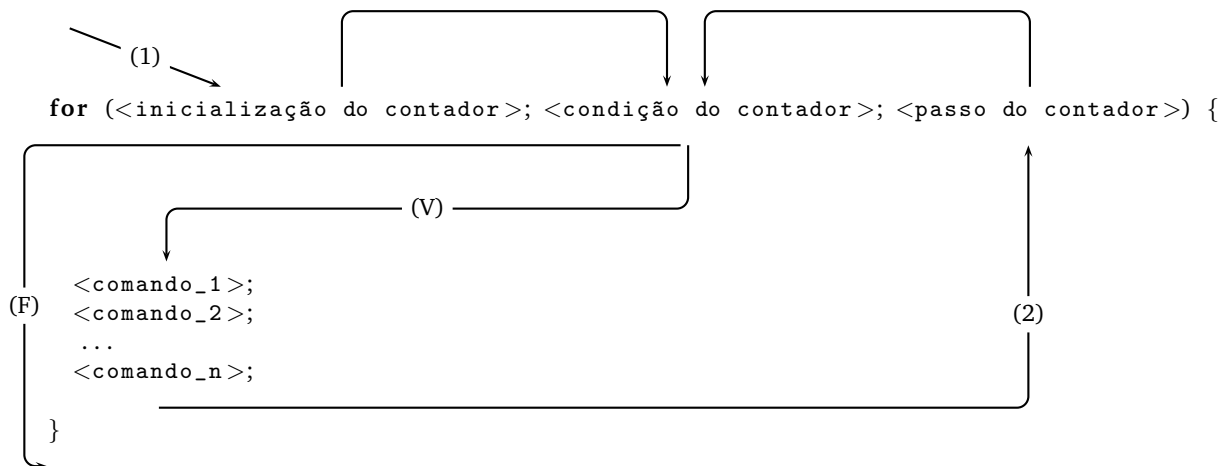 (1)
for (<inicialização do contador>; <condição do contador>; <passo do contador>) {
(V)
<comando_1>;
(F)
<comando_2>;
(2)
...
<comando_n>;
}